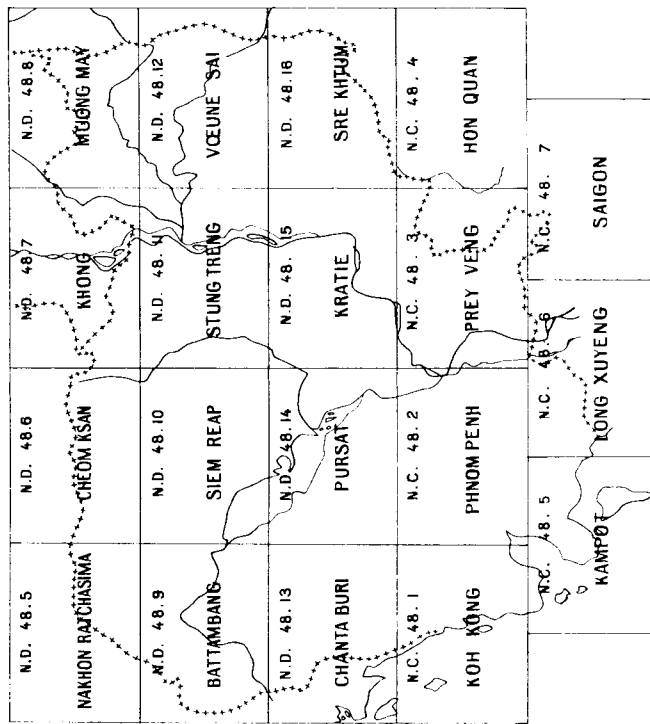 N.D. 48.5
NAKHON RATCHASIMA
N.D. 48.6
CHEOM KSAN
N.D. 48.7
KHONG
N.D. 48.8
MUONG MAY
N.D. 48.9
BATTAMBANG
N.D. 48.10
SIEM REAP
N.D. 48.11
STUNG TRENG
N.D. 48.12
VŒUNE SAI
N.D. 48.13
CHANTA BURI
N.D. 48.14
PURSAT
N.D. 48.15
KRATIE
N.D. 48.16
SRE KHTUM
N.C. 48.1
KOH KONG
N.C. 48.2
PHNOM PENH
N.C. 48.3
PREY VENG
N.C. 48.4
HON QUAN
N.C. 48.5
KAMPOT
N.C. 48.6
LONG XUYENG
N.C. 48.7
SAIGON